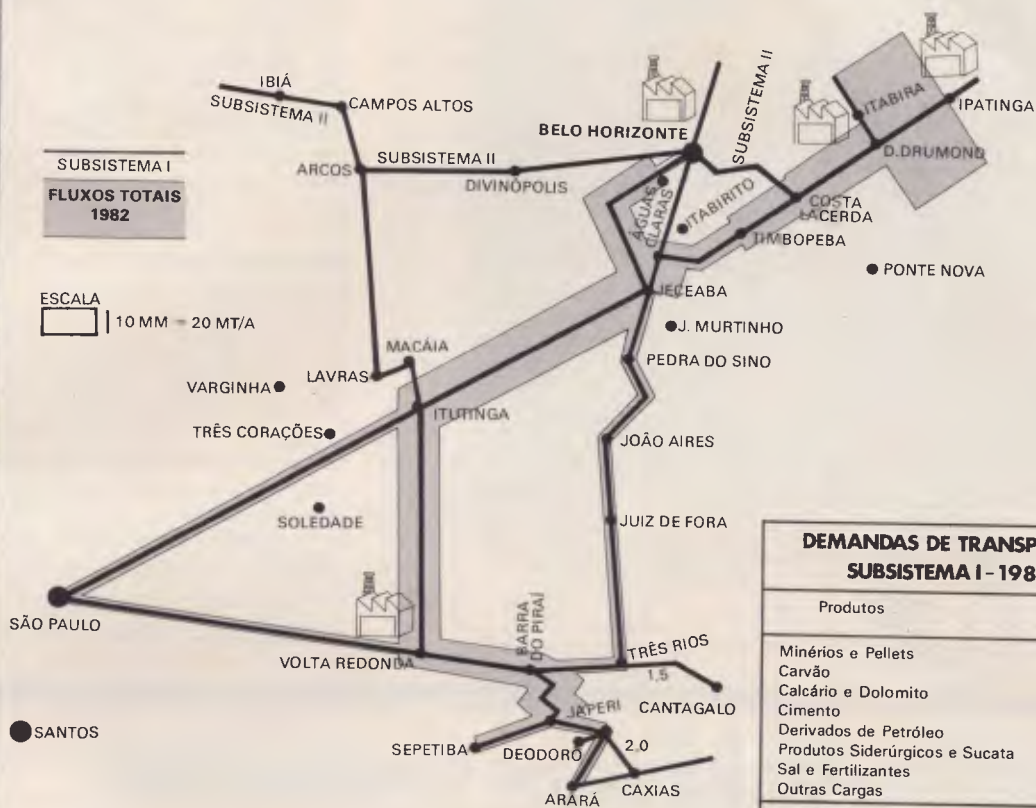 IBIÁ
SUBSISTEMA II
CAMPOS ALTOS
SUBSISTEMA I
FLUXOS TOTAIS
1982
ESCALA
10 MM = 20 MT/A
ARCOS
SUBSISTEMA II
DIVINÓPOLIS
BELO HORIZONTE
SUBSISTEMA II
ITABIRA
IPATINGA
D.DRUMOND
ÁGUAS
CLARAS
ITABIRITO
COSTA
LACERDA
TIMBOPEBA
PONTE NOVA
JECEABA
J. MURTINHO
PEDRA DO SINO
MACÁIA
LAVRAS
VARGINHA
ITUTINGA
TRÊS CORAÇÕES
JOÃO AIRES
SOLEDADE
JUIZ DE FORA
SÃO PAULO
VOLTA REDONDA
BARRA
DO PIRAÍ
TRÊS RIOS
1,5
CANTAGALO
SANTOS
JAPERI
SEPETIBA
DEODORO
2.0
ARARÁ
CAXIAS
DEMANDAS DE TRANSP
SUBSISTEMA I - 198
Produtos
Minérios e Pellets
Carvão
Calcário e Dolomito
Cimento
Derivados de Petróleo
Produtos Siderúrgicos e Sucata
Sal e Fertilizantes
Outras Cargas